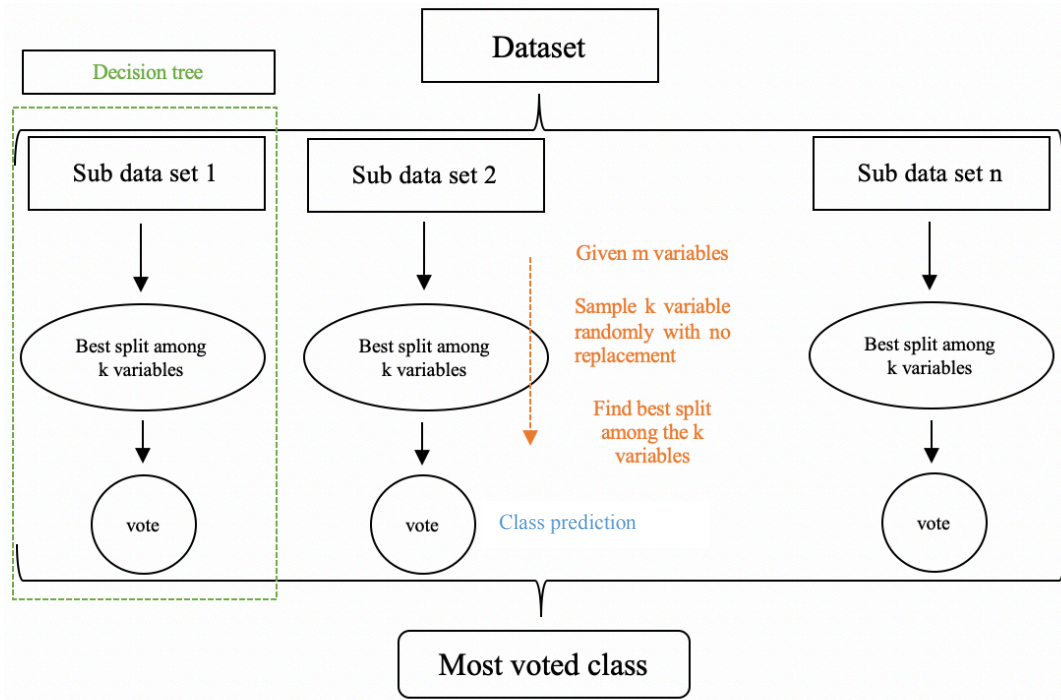 Dataset
Decision tree
Sub data set 1
Sub data set 2
Sub data set n
Given m variables
Sample k variable
randomly with no
replacement
Best split among
k variables
Best split among
k variables
Best split among
k variables
Find best split
among the k
variables
vote
vote
Class prediction
vote
Most voted class